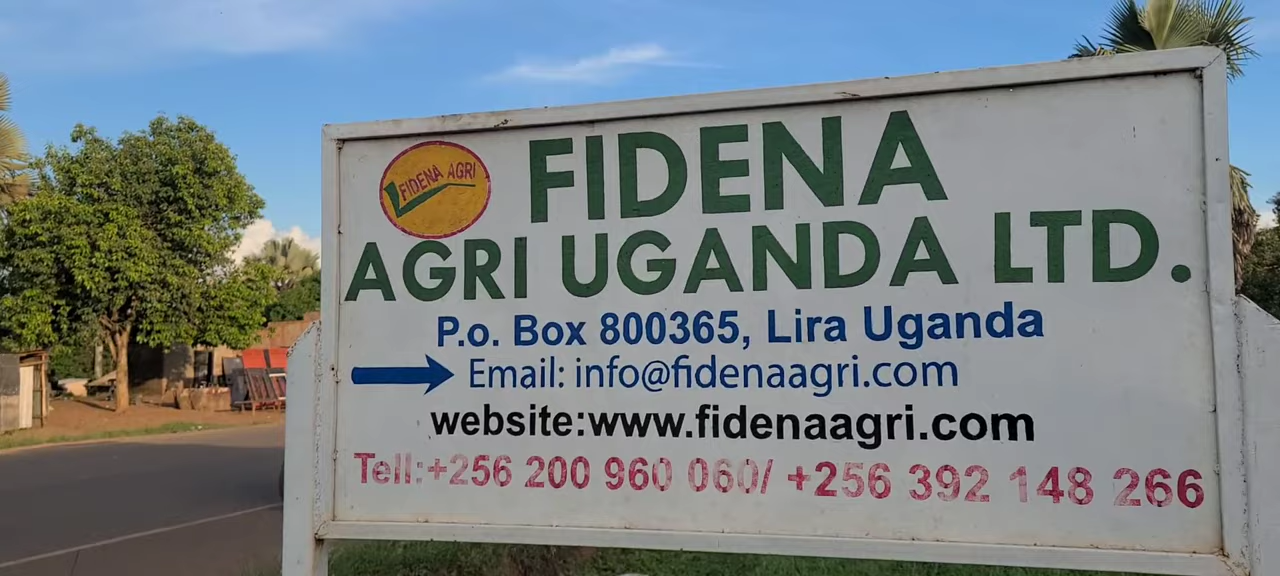 FIDENA AGRI
FIDENA
AGRI UGANDA LTD.
P.o. Box 800365, Lira Uganda
Email: info@fidenaagri.com
website:www.fidenaagri.com
Tell:+256 200 960 060/ +256 392 148 266